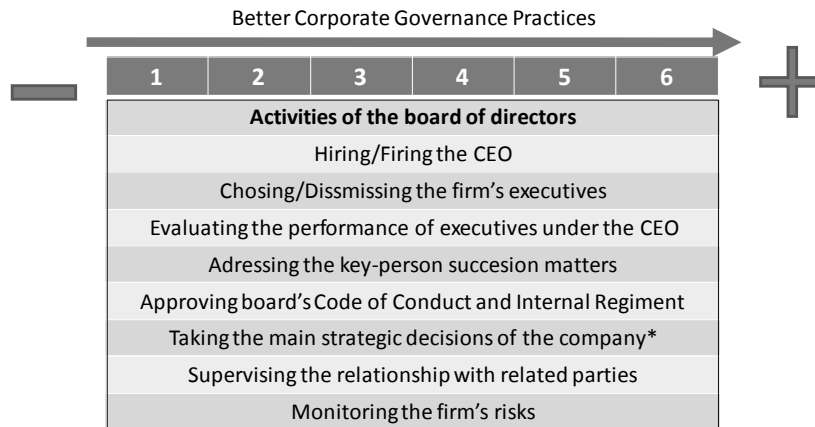 Better Corporate Governance Practices
1 2 3 4 5 6
Activities of the board of directors
Hiring/Firing the CEO
Chosing/Dissmissing the firm's executives
Evaluating the performance of executives under the CEO
Adressing the key-person succesion matters
Approving board's Code of Conduct and Internal Regiment
Taking the main strategic decisions of the company*
Supervising the relationship with related parties
Monitoring the firm's risks